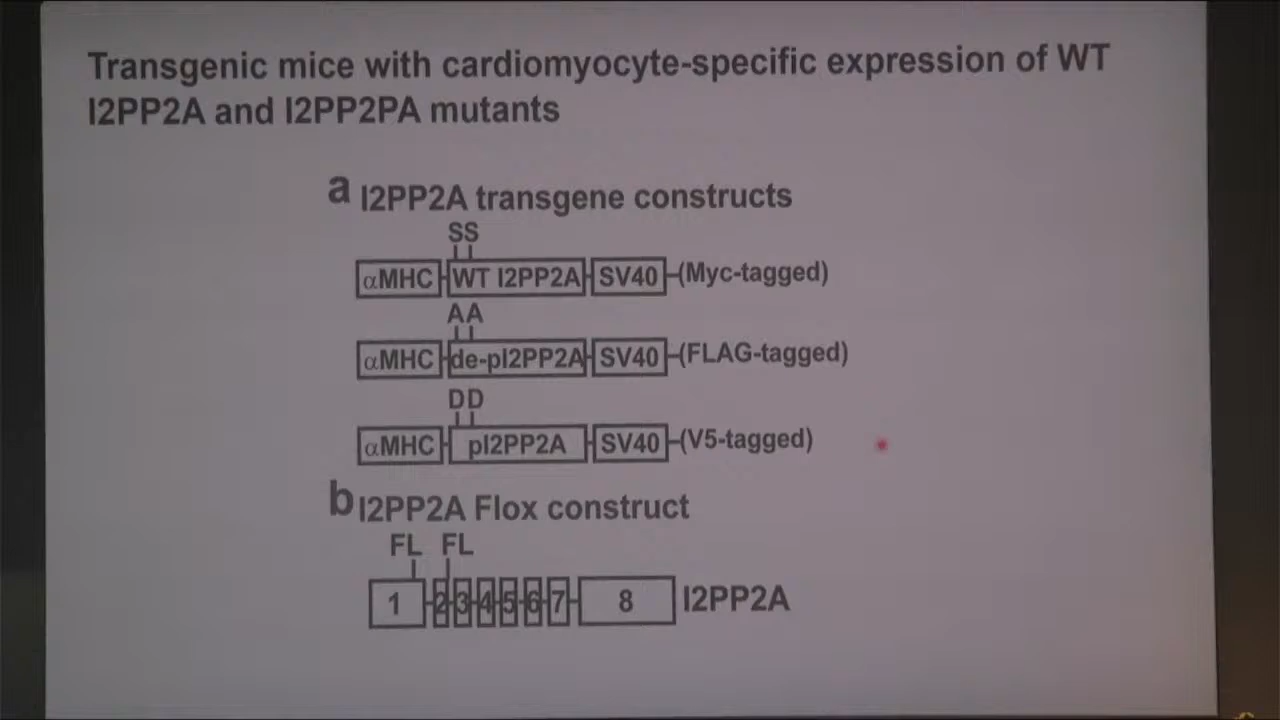 Transgenic mice with cardiomyocyte-specific expression of WT
I2PP2A and I2PP2PA mutants
a I2PP2A transgene constructs
SS
αMHC WT I2PP2A SV40 (Myc-tagged)
AA
αMHC de-pI2PP2A SV40 (FLAG-tagged)
DD
αMHC pI2PP2A SV40 (V5-tagged)
b I2PP2A Flox construct
FL FL
1 2 3 4 5 6 7 8 I2PP2A